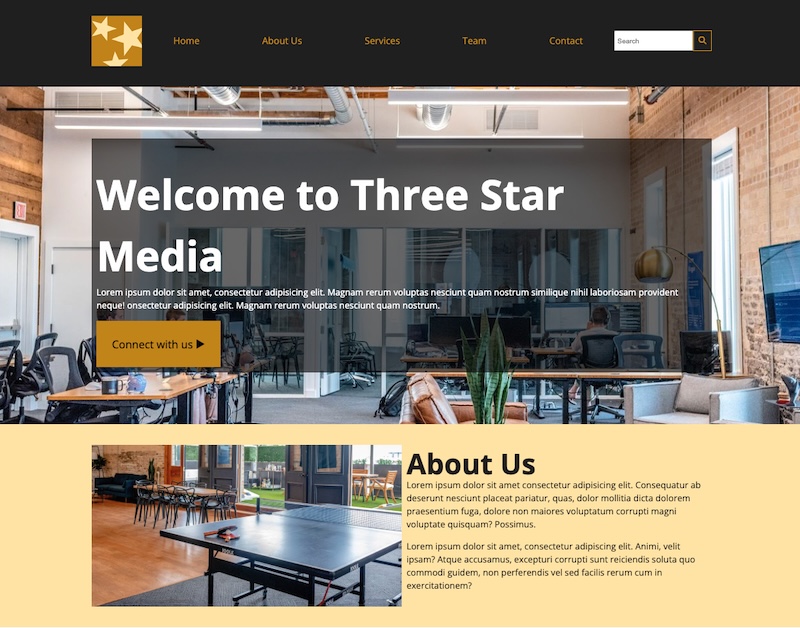 Home About Us Services Team Contact Search
Welcome to Three Star
Media
Lorem ipsum dolor sit amet, consectetur adipisicing elit. Magnam rerum voluptas nesciunt quam nostrum similique nihil laboriosam provident
neque! onsectetur adipisicing elit. Magnam rerum voluptas nesciunt quam nostrum.
Connect with us ▶
About Us
Lorem ipsum dolor sit amet consectetur adipisicing elit. Consequatur ab
deserunt nesciunt placeat pariatur, quas, dolor mollitia dicta dolorem
praesentium fuga, dolore non maiores voluptatum corrupti magni
voluptate quisquam? Possimus.
Lorem ipsum dolor sit amet, consectetur adipisicing elit. Animi, velit
ipsam? Atque accusamus, excepturi corrupti sunt reiciendis soluta quo
commodi guidem, non perferendis vel sed facilis rerum cum in
exercitationem?